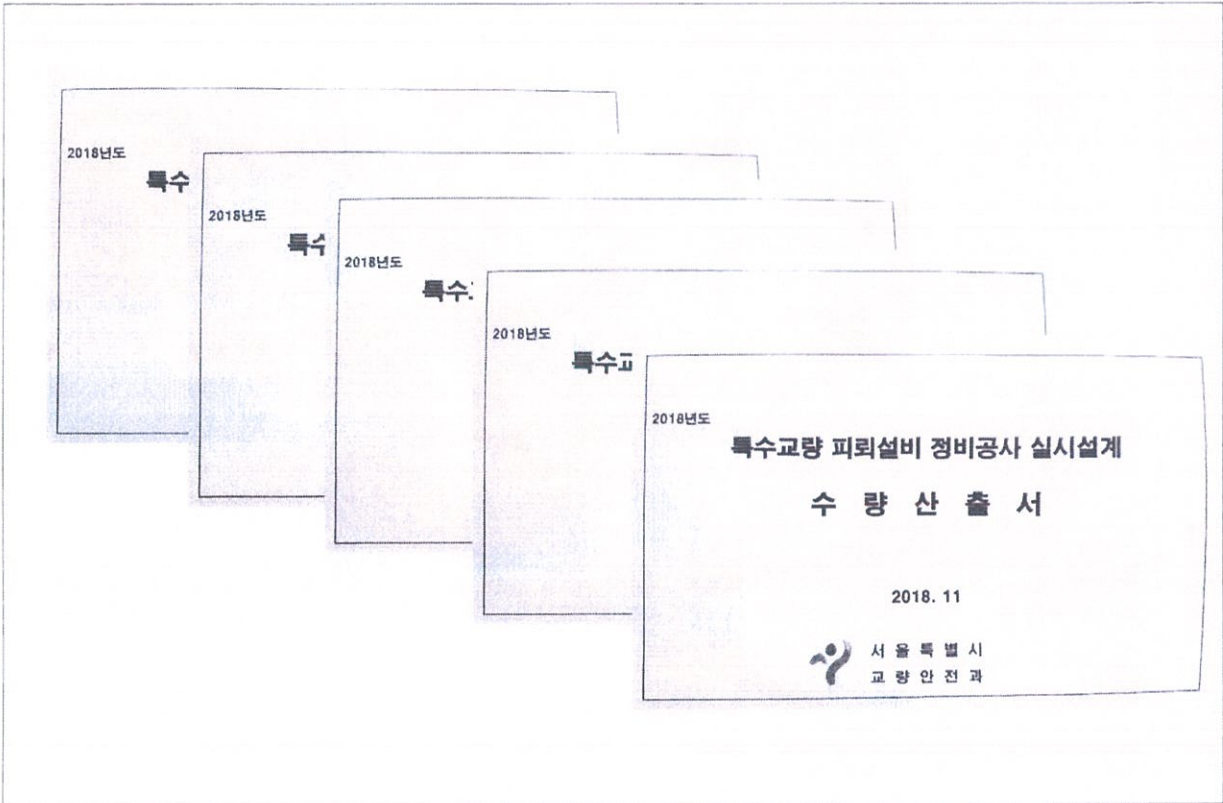 2018년도
특수
2018년도
특수
2018년도
특수
2018년도
특수교
2018년도
특수교량 피뢰설비 정비공사 실시설계
수 량 산 출 서
2018. 11
서 울 특 별 시
교 량 안 전 과